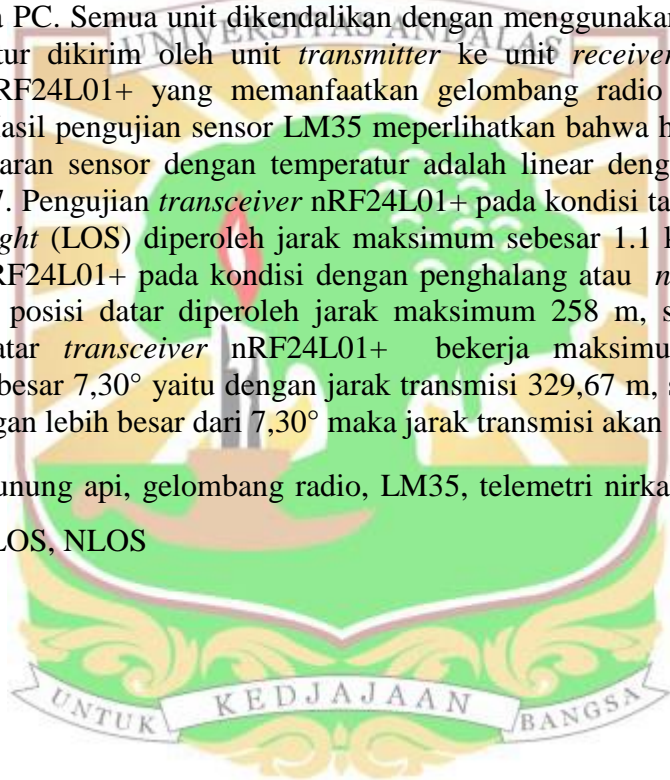 a PC. Semua unit dikendalikan dengan menggunakan
tur dikirim oleh unit transmitter ke unit receiver
RF24L01+ yang memanfaatkan gelombang radio
Hasil pengujian sensor LM35 meperlihatkan bahwa h
aran sensor dengan temperatur adalah linear deng
7. Pengujian transceiver nRF24L01+ pada kondisi ta
ght (LOS) diperoleh jarak maksimum sebesar 1.1 k
RF24L01+ pada kondisi dengan penghalang atau n
posisi datar diperoleh jarak maksimum 258 m, s
atar transceiver nRF24L01+ bekerja maksimu
besar 7,30° yaitu dengan jarak transmisi 329,67 m, s
gan lebih besar dari 7,30° maka jarak transmisi akan
unung api, gelombang radio, LM35, telemetri nirka
LOS, NLOS
UNIVERSITAS ANDALAS
UNTUK KEDJAJAAN BANGSA